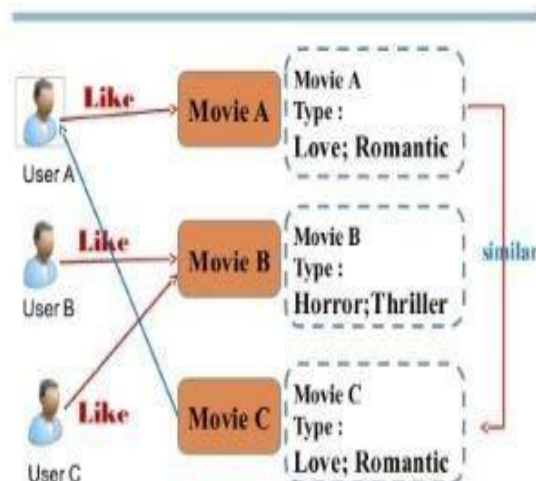 Like
Movie A
Movie A
Type :
Love; Romantic
User A
Like
Movie B
Movie B
Type :
Horror;Thriller
similar
User B
Like
Movie C
Movie C
Type :
Love; Romantic
User C